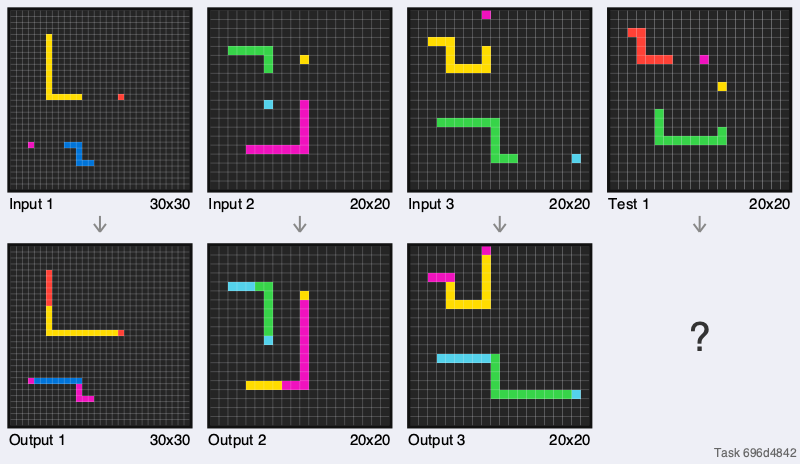 Input 1 30x30
Input 2 20x20
Input 3 20x20
Test 1 20x20
?
Output 1 30x30
Output 2 20x20
Output 3 20x20
Task 696d4842